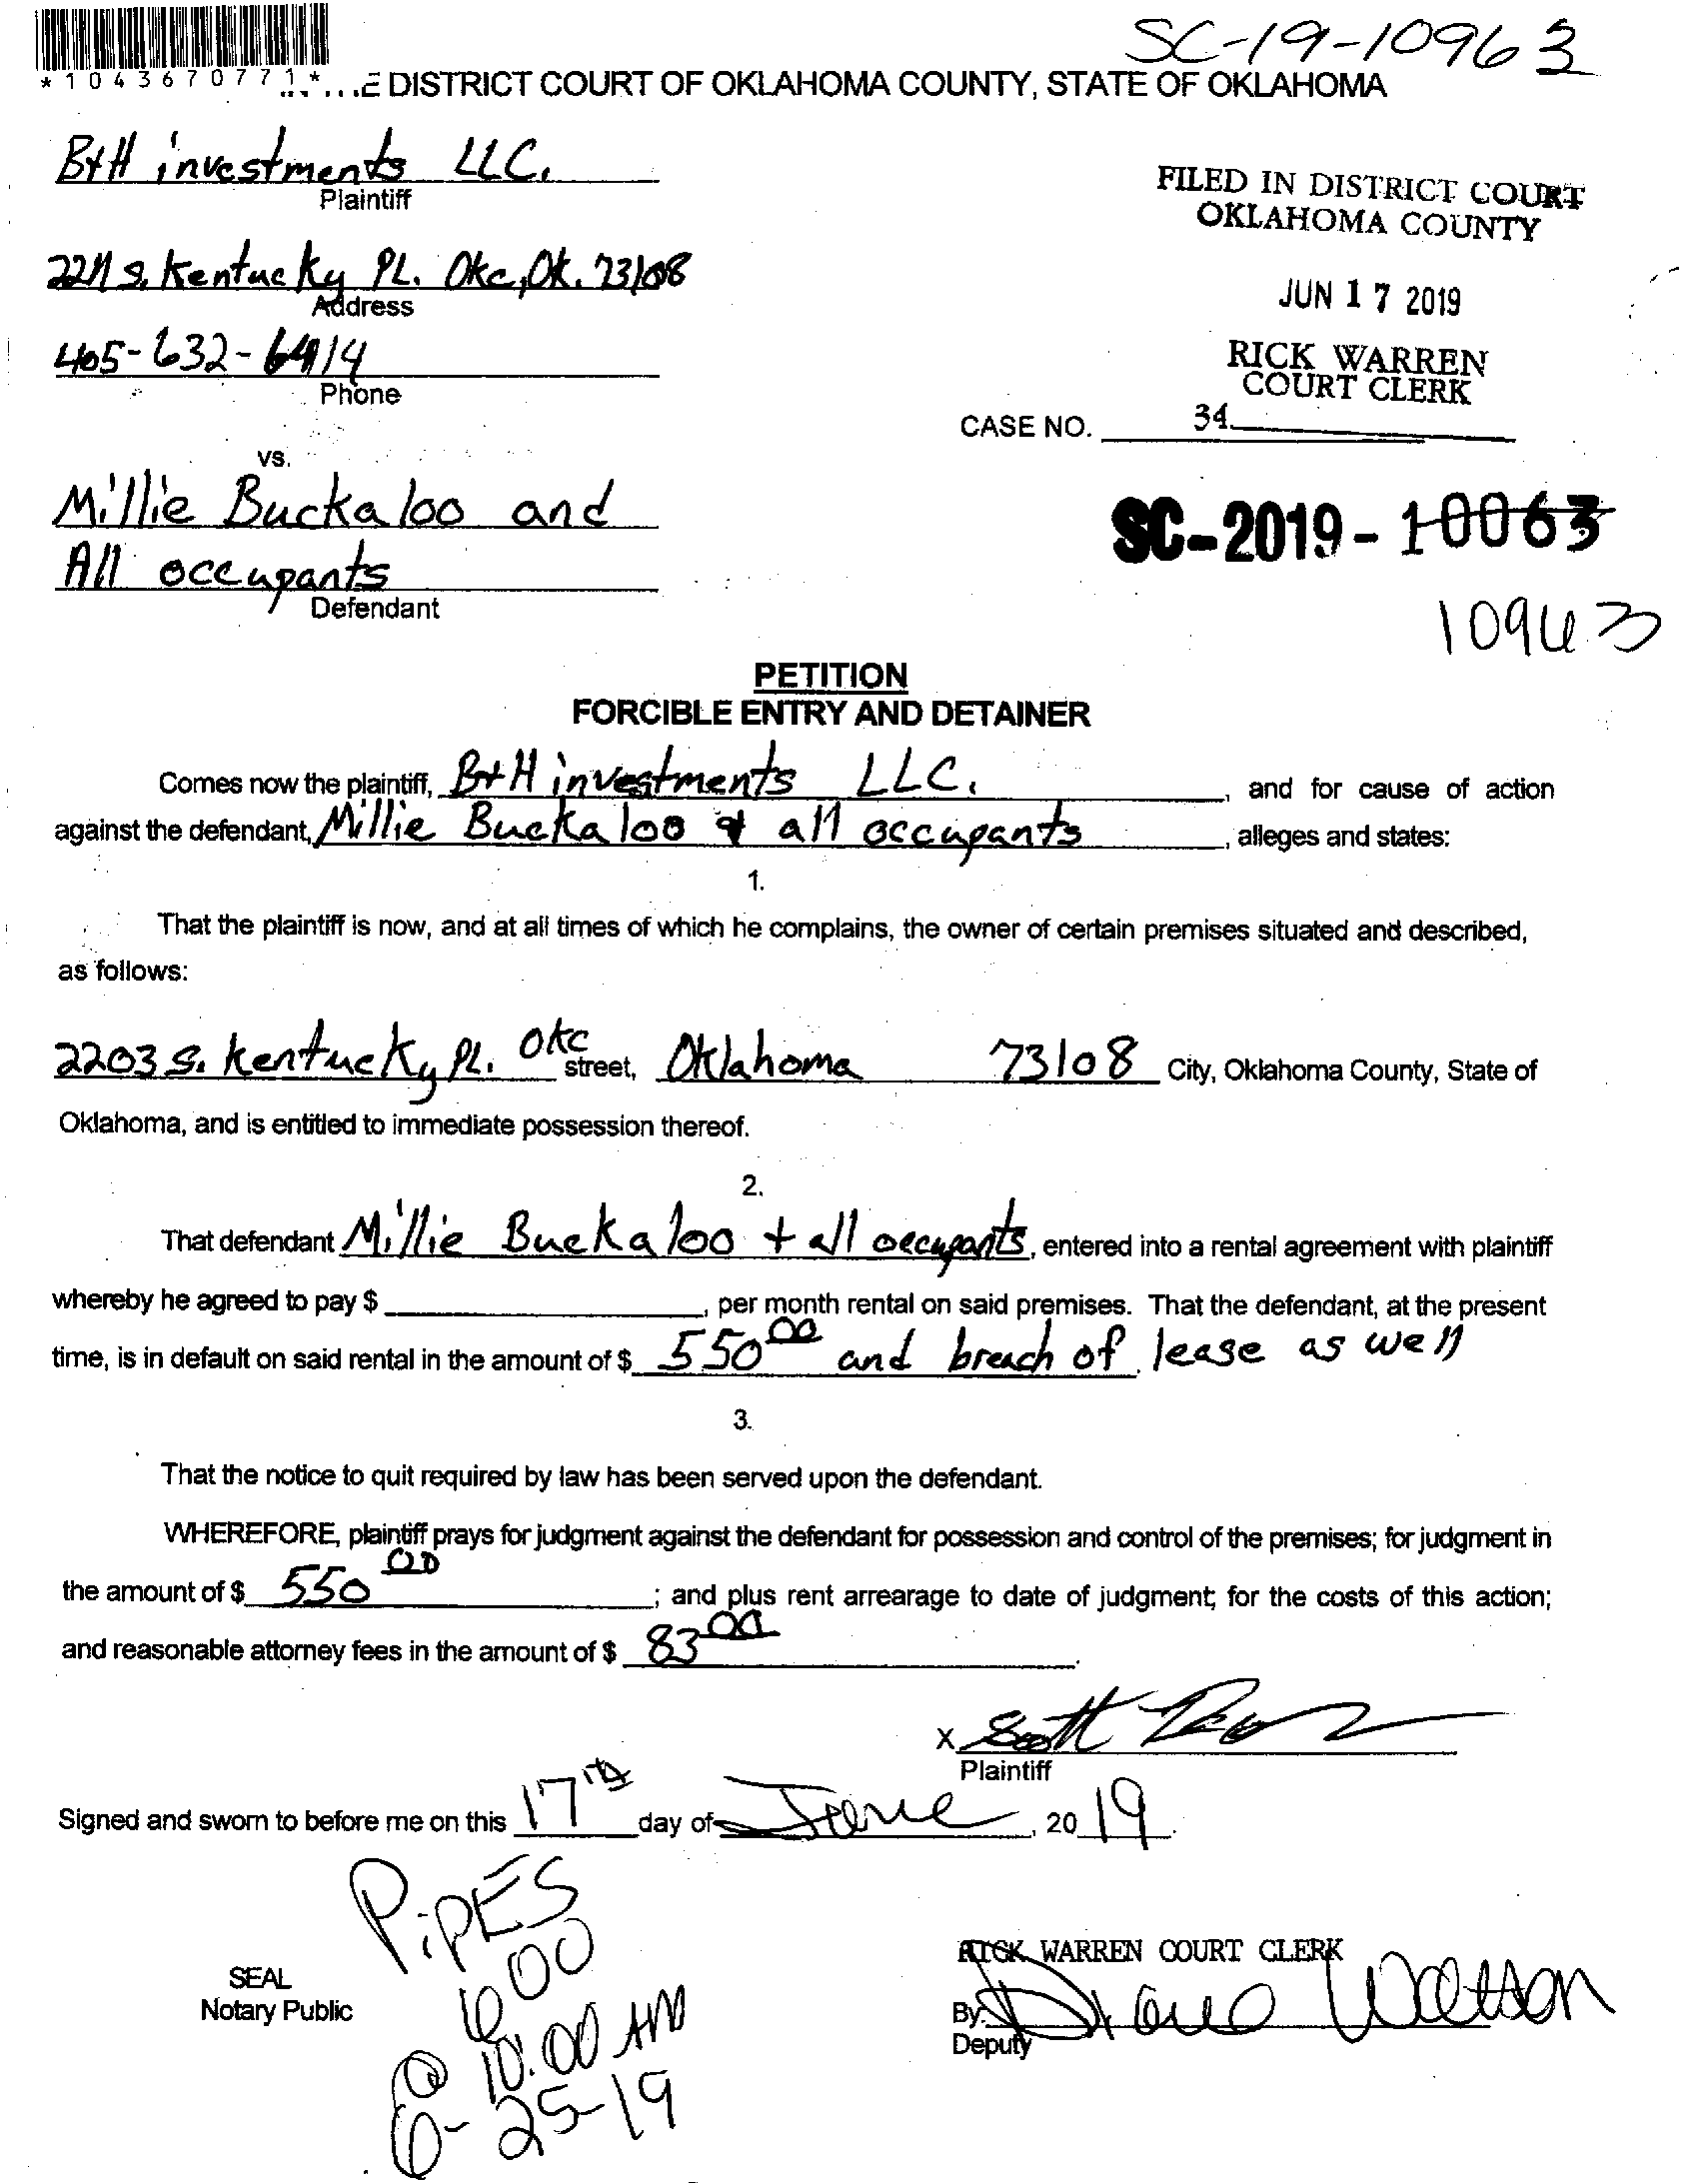 SC-19-10963
*1043670771*
E DISTRICT COURT OF OKLAHOMA COUNTY, STATE OF OKLAHOMA
B+H investments LLC.
Plaintiff
FILED IN DISTRICT COURT
OKLAHOMA COUNTY
2211 S. Kentucky PL. Okc, Ok. 73108
Address
JUN 17 2019
405-632-6414
Phone
RICK WARREN
COURT CLERK
CASE NO. 34
vs.
Millie Buckaloo and
All occupants
Defendant
SC-2019-10063
10963
PETITION
FORCIBLE ENTRY AND DETAINER
Comes now the plaintiff, B+H investments LLC. , and for cause of action
against the defendant, Millie Buckaloo & all occupants , alleges and states:
1.
That the plaintiff is now, and at all times of which he complains, the owner of certain premises situated and described,
as follows:
2203 S. Kentucky PL. Okc street, Oklahoma 73108 City, Oklahoma County, State of
Oklahoma, and is entitled to immediate possession thereof.
2.
That defendant Millie Buckaloo + all occupants, entered into a rental agreement with plaintiff
whereby he agreed to pay $ , per month rental on said premises. That the defendant, at the present
time, is in default on said rental in the amount of $ 550 00 and breach of lease as well
3.
That the notice to quit required by law has been served upon the defendant.
WHEREFORE, plaintiff prays for judgment against the defendant for possession and control of the premises; for judgment in
the amount of $ 550 00 ; and plus rent arrearage to date of judgment; for the costs of this action;
and reasonable attorney fees in the amount of $ 83 00 .
X Scott
Plaintiff
Signed and sworn to before me on this 17th day of June , 20 19.
PiPES
600
@ 10:00 AM
6-25-19
SEAL
Notary Public
RICK WARREN COURT CLERK
By: Diane Watson
Deputy